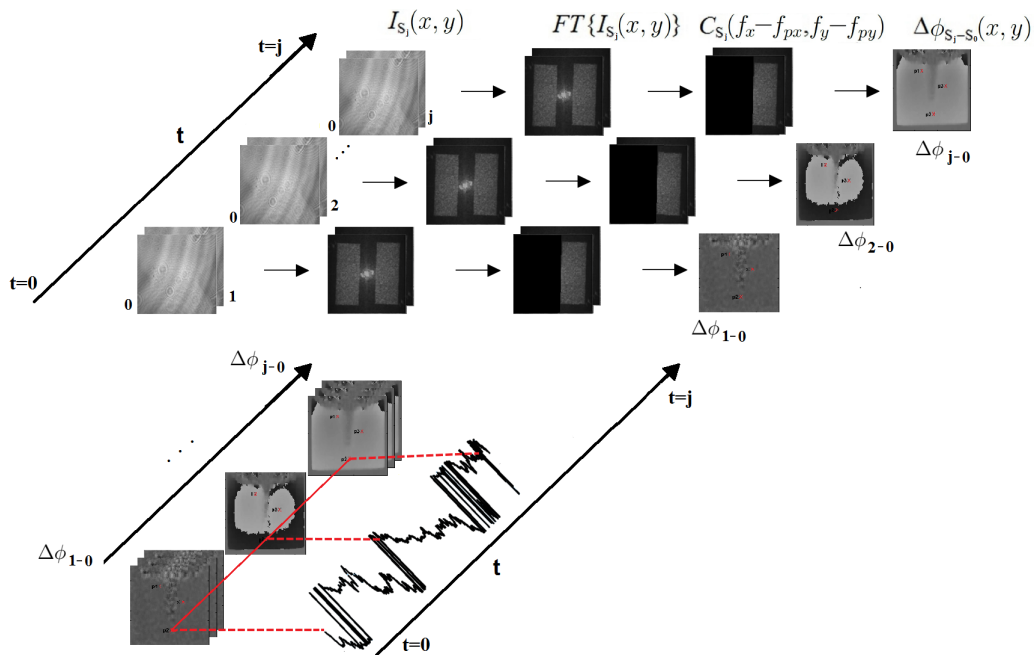 I_{S_j}(x, y)
FT{I_{S_j}(x, y)}
C_{S_j}(f_x−f_{px}, f_y−f_{py})
Δϕ_{S_j−S_0}(x, y)
t=j
t
t=0
0
j
Δϕ_{j-0}
...
0
2
Δϕ_{2-0}
0
1
Δϕ_{1-0}
Δϕ_{j-0}
...
Δϕ_{1-0}
t=j
t
t=0